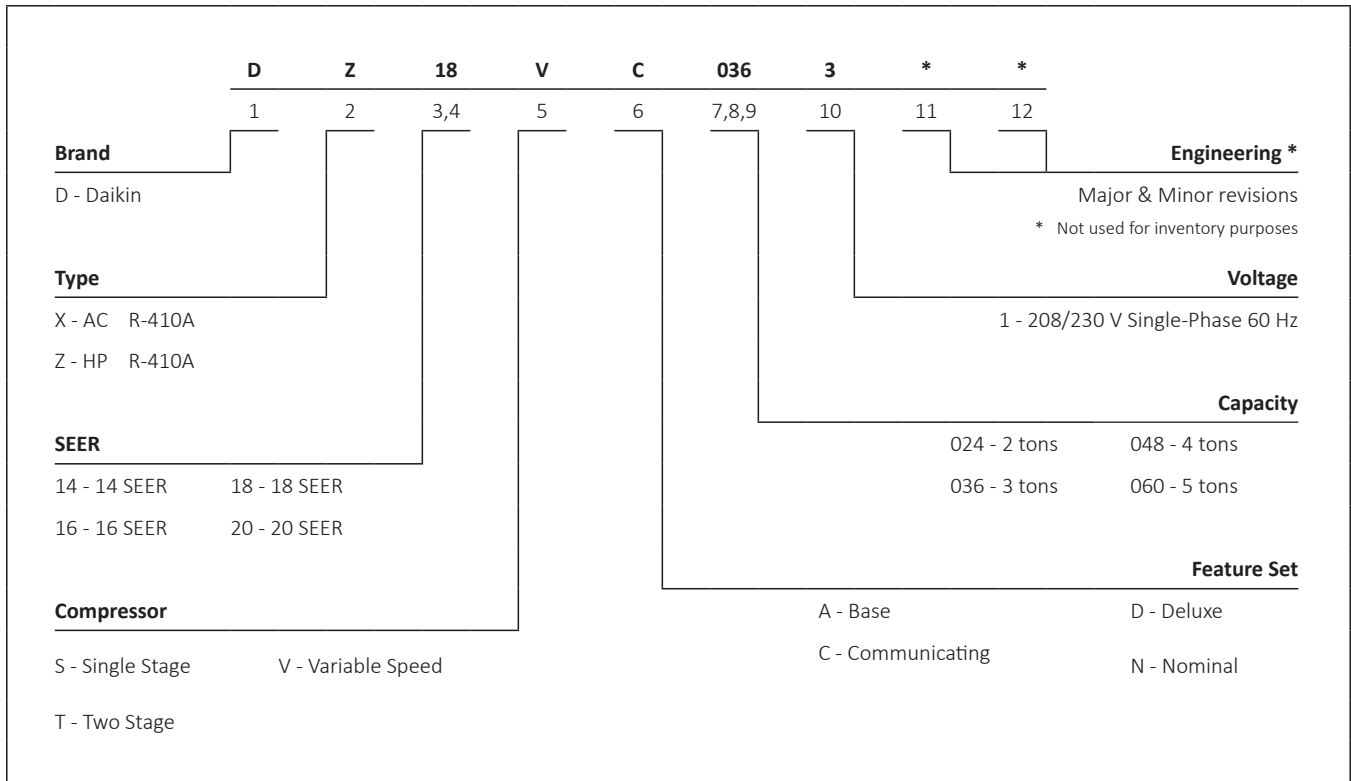 D Z 18 V C 036 3 * *
1 2 3,4 5 6 7,8,9 10 11 12
Brand
D - Daikin
Type
X - AC R-410A
Z - HP R-410A
SEER
14 - 14 SEER 18 - 18 SEER
16 - 16 SEER 20 - 20 SEER
Compressor
S - Single Stage V - Variable Speed
T - Two Stage
Engineering *
Major & Minor revisions
* Not used for inventory purposes
Voltage
1 - 208/230 V Single-Phase 60 Hz
Capacity
024 - 2 tons 048 - 4 tons
036 - 3 tons 060 - 5 tons
Feature Set
A - Base D - Deluxe
C - Communicating N - Nominal